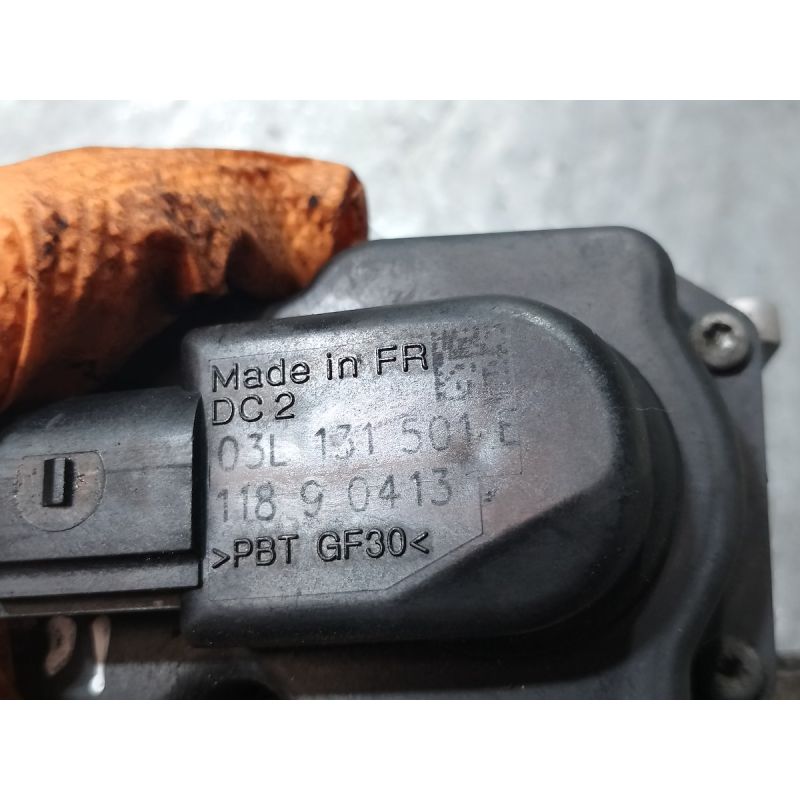 Made in FR
DC 2
03L 131 501 E
118 9 0413
>PBT GF30<